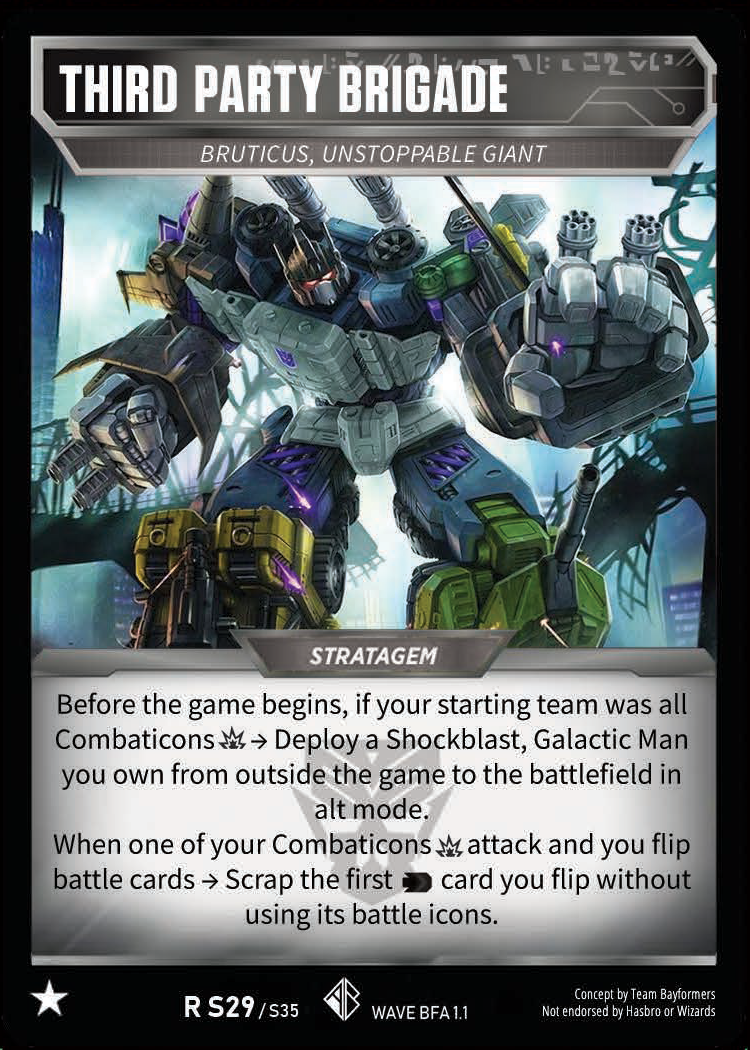 THIRD PARTY BRIGADE
BRUTICUS, UNSTOPPABLE GIANT
STRATAGEM
Before the game begins, if your starting team was all
Combaticons → Deploy a Shockblast, Galactic Man
you own from outside the game to the battlefield in
alt mode.
When one of your Combaticons attack and you flip
battle cards → Scrap the first card you flip without
using its battle icons.
R S29/S35
WAVE BFA 1.1
Concept by Team Bayformers
Not endorsed by Hasbro or Wizards